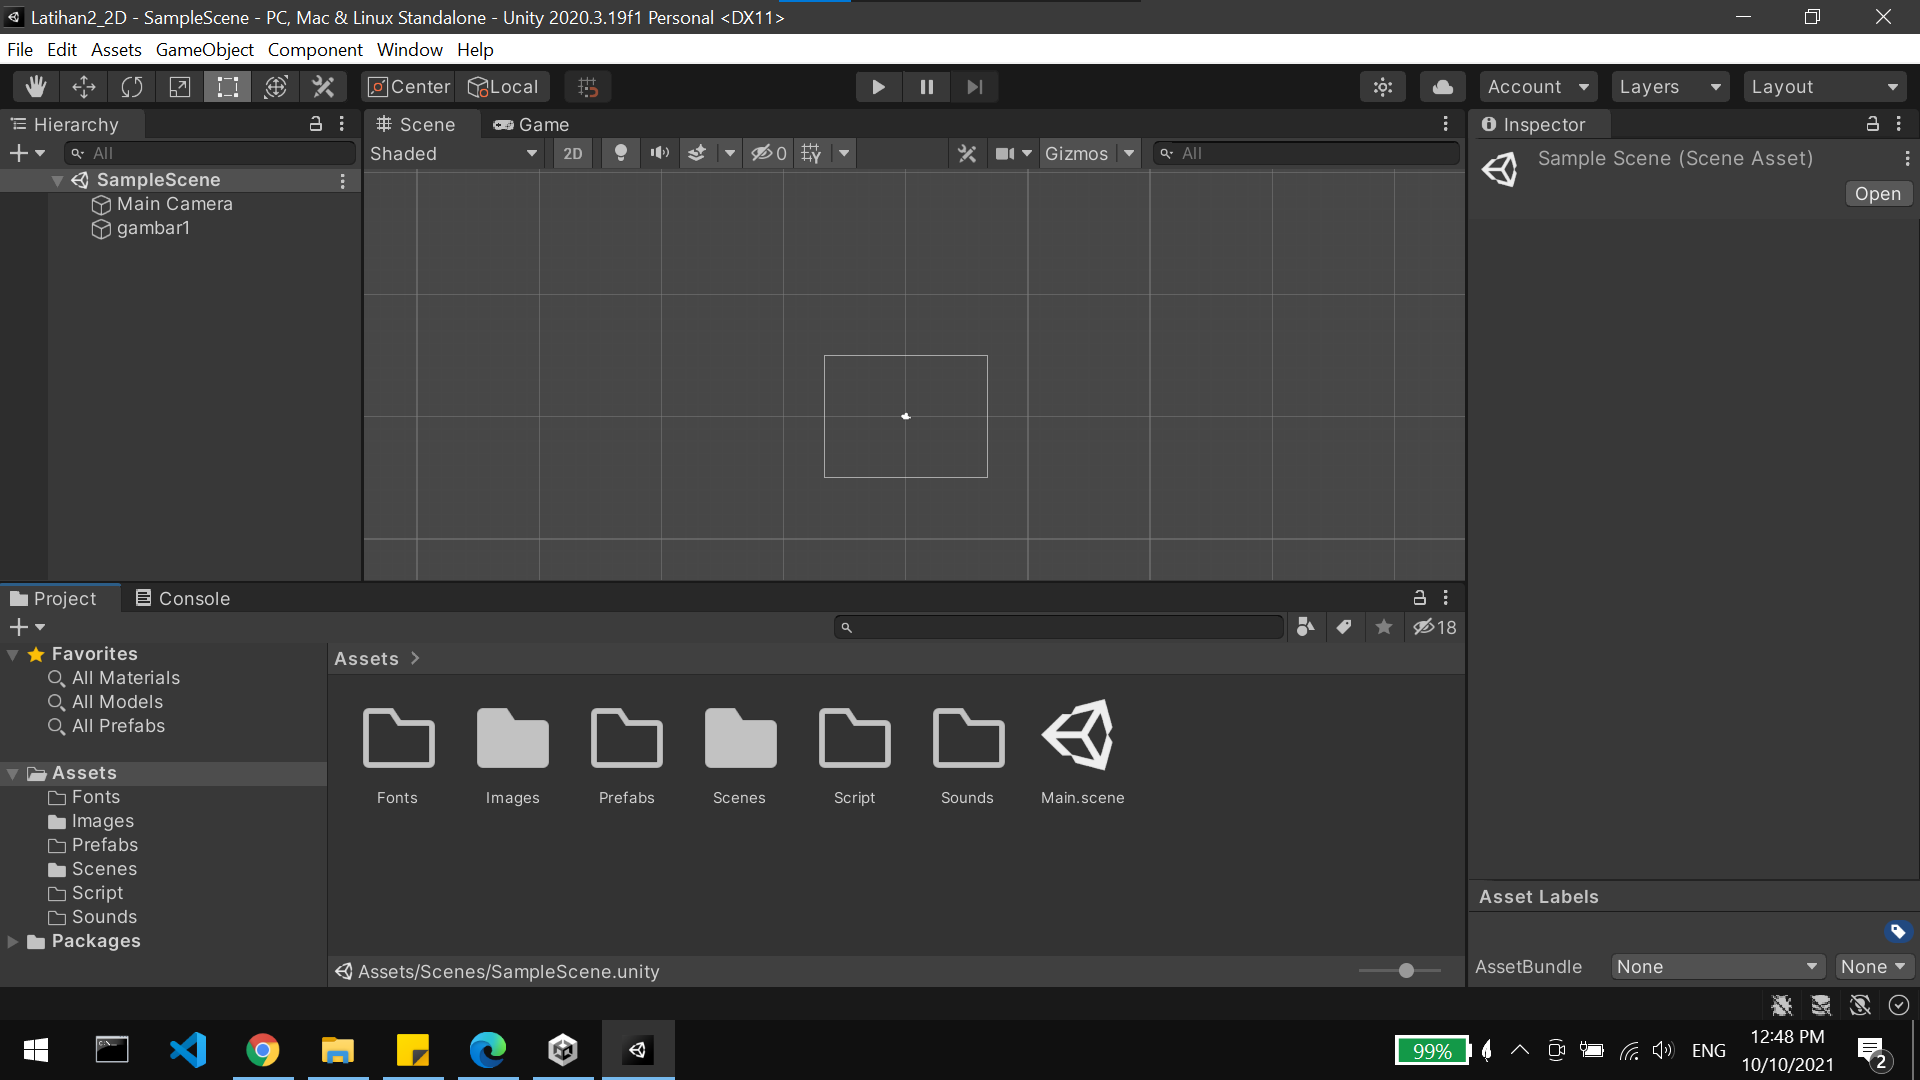 Latihan2_2D - SampleScene - PC, Mac & Linux Standalone - Unity 2020.3.19f1 Personal <DX11>
File Edit Assets GameObject Component Window Help
Center Local Account Layers Layout
Hierarchy
All
SampleScene
Main Camera
gambar1
Scene Game
Shaded 2D 0 Gizmos All
Inspector
Sample Scene (Scene Asset)
Open
Project Console
18
Favorites
All Materials
All Models
All Prefabs
Assets
Fonts
Images
Prefabs
Scenes
Script
Sounds
Packages
Assets
Fonts Images Prefabs Scenes Script Sounds Main.scene
Assets/Scenes/SampleScene.unity
Asset Labels
AssetBundle None None
99% ENG 12:48 PM
10/10/2021 2